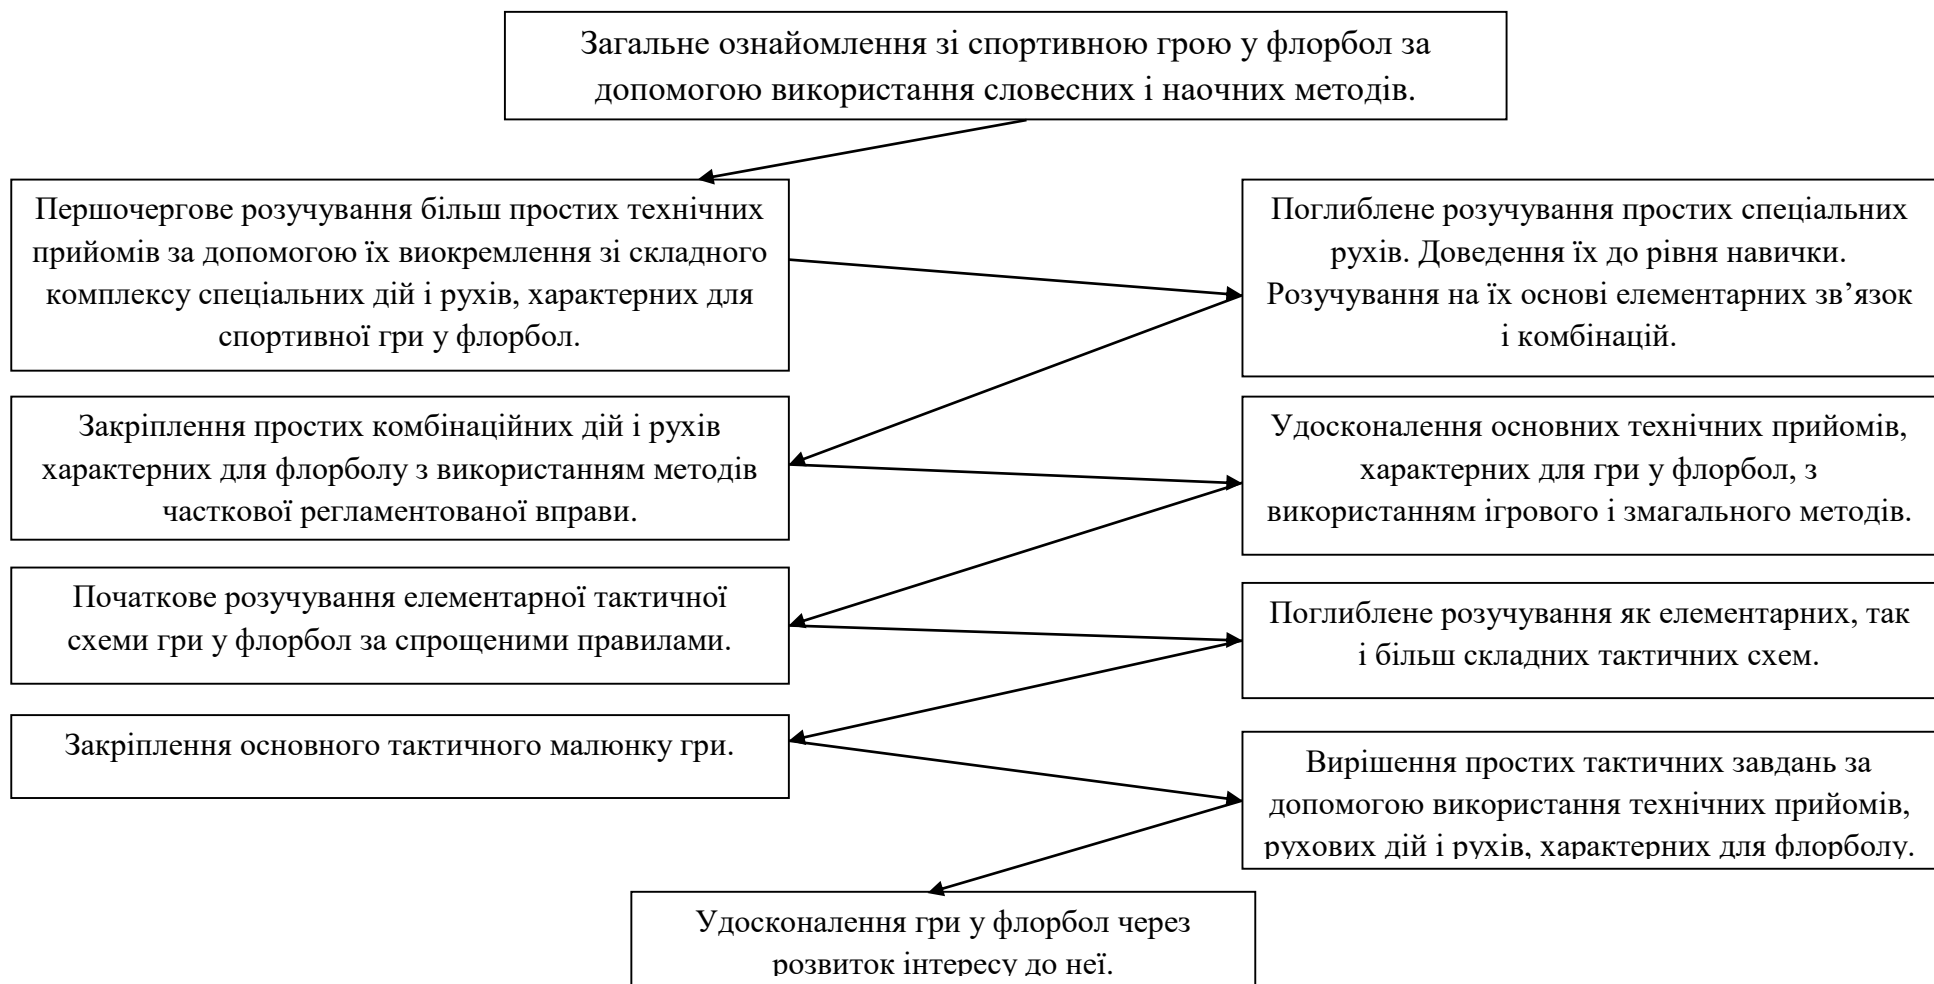 Загальне ознайомлення зі спортивною грою у флорбол за
допомогою використання словесних і наочних методів.
Першочергове розучування більш простих технічних
прийомів за допомогою їх виокремлення зі складного
комплексу спеціальних дій і рухів, характерних для
спортивної гри у флорбол.
Поглиблене розучування простих спеціальних
рухів. Доведення їх до рівня навички.
Розучування на їх основі елементарних зв’язок
і комбінацій.
Закріплення простих комбінаційних дій і рухів
характерних для флорболу з використанням методів
часткової регламентованої вправи.
Удосконалення основних технічних прийомів,
характерних для гри у флорбол, з
використанням ігрового і змагального методів.
Початкове розучування елементарної тактичної
схеми гри у флорбол за спрощеними правилами.
Поглиблене розучування як елементарних, так
і більш складних тактичних схем.
Закріплення основного тактичного малюнку гри.
Вирішення простих тактичних завдань за
допомогою використання технічних прийомів,
рухових дій і рухів, характерних для флорболу.
Удосконалення гри у флорбол через
розвиток інтересу до неї.